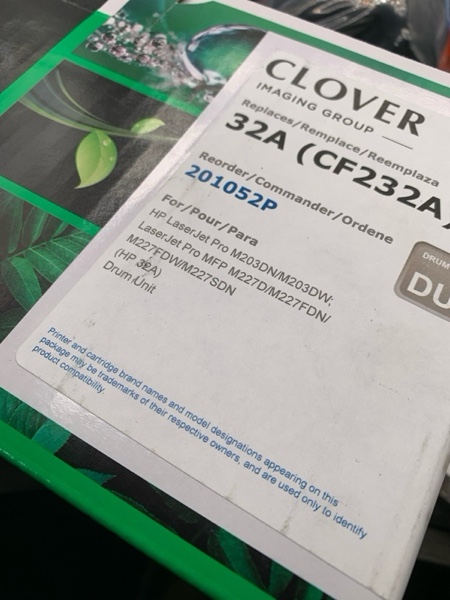 CLOVER
IMAGING GROUP
Replaces/Remplace/Reemplaza
32A (CF232A)
Reorder/Commander/Ordene
201052P
For/Pour/Para
HP LaserJet Pro M203DN/M203DW;
LaserJet Pro MFP M227D/M227FDN/
M227FDW/M227SDN
(HP 32A)
Drum Unit
DRUM
DU
Printer and cartridge brand names and model designations appearing on this
package may be trademarks of their respective owners, and are used only to identify
product compatibility.